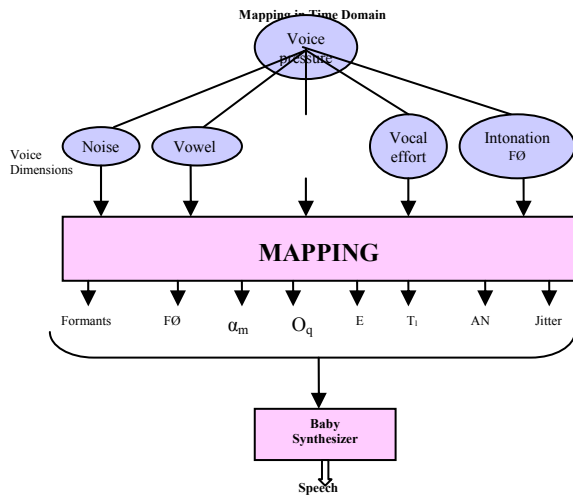 Mapping in Time Domain
Voice
pressure
Noise
Vowel
Vocal
effort
Intonation
FØ
Voice
Dimensions
MAPPING
Formants FØ αm Oq E T1 AN Jitter
Baby
Synthesizer
Speech